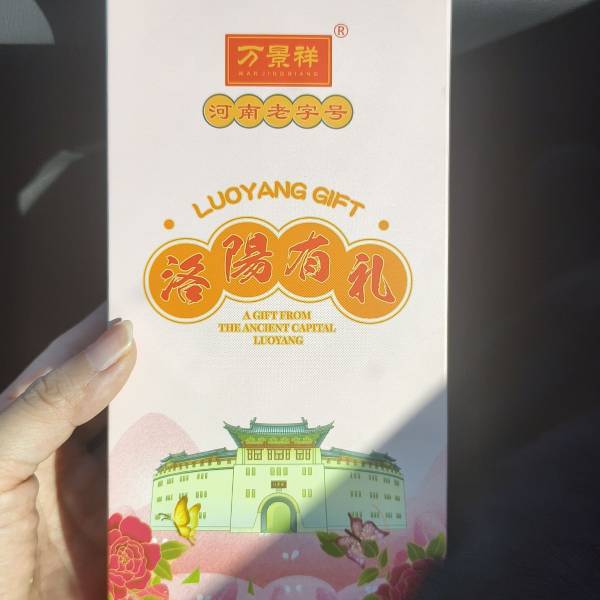 万景祥®
WANJINGXIANG
河南老字号
LUOYANG GIFT
洛陽有礼
A GIFT FROM
THE ANCIENT CAPITAL
LUOYANG